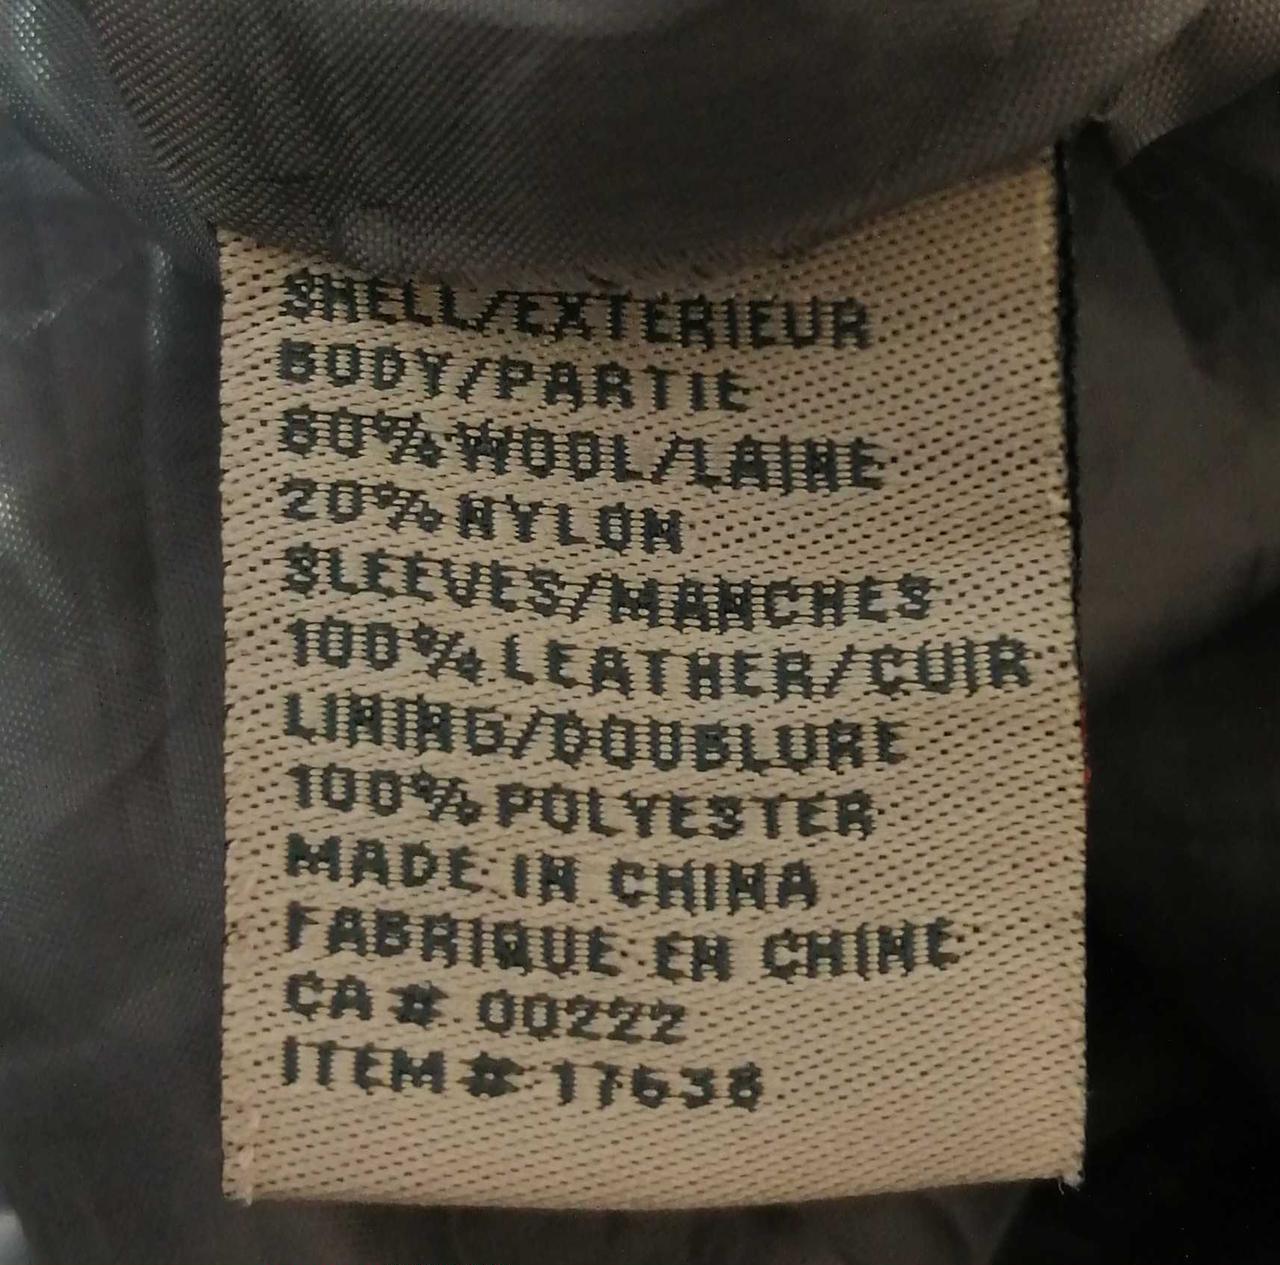 SHELL/EXTERIEUR
BODY/PARTIE
80% WOOL/LAINE
20% NYLON
SLEEVES/MANCHES
100% LEATHER/CUIR
LINING/DOUBLURE
100% POLYESTER
MADE IN CHINA
FABRIQUE EN CHINE
CA # 00222
ITEM # 17638